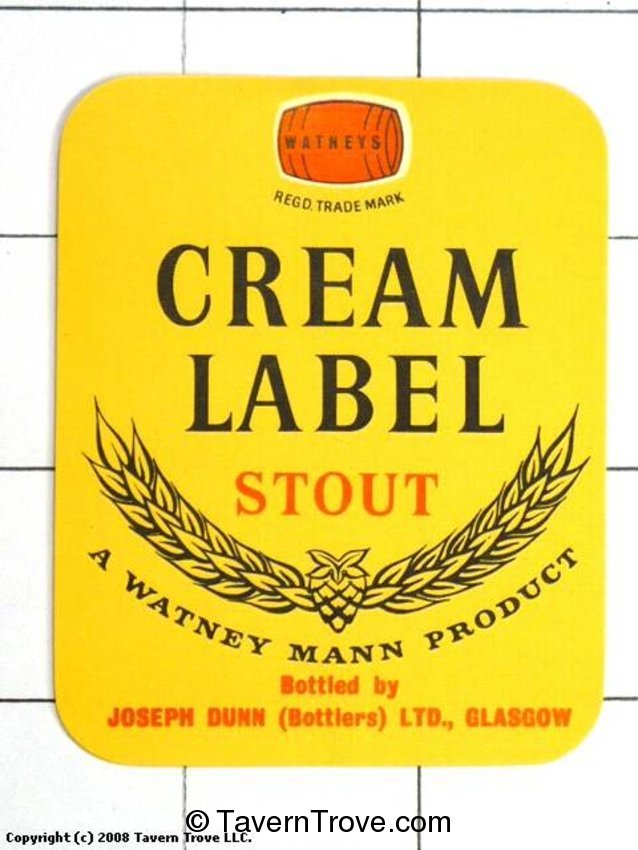 WATNEYS
REGD. TRADE MARK
CREAM
LABEL
STOUT
A WATNEY MANN PRODUCT
Bottled by
JOSEPH DUNN (Bottlers) LTD., GLASGOW
© TavernTrove.com
Copyright (c) 2008 Tavern Trove LLC.